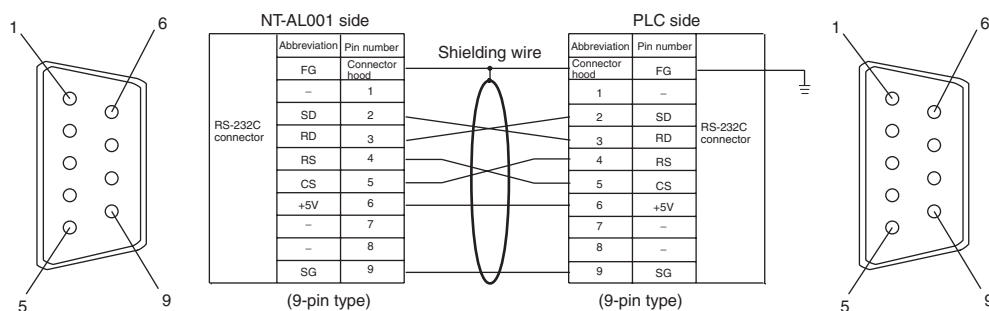 NT-AL001 side
PLC side
1
6
5
9
RS-232C
connector
Abbreviation Pin number
FG Connector
hood
– 1
SD 2
RD 3
RS 4
CS 5
+5V 6
– 7
– 8
SG 9
(9-pin type)
Shielding wire
Abbreviation Pin number
Connector
hood FG
1 –
2 SD
3 RD
4 RS
5 CS
6 +5V
7 –
8 –
9 SG
RS-232C
connector
(9-pin type)
1
6
5
9